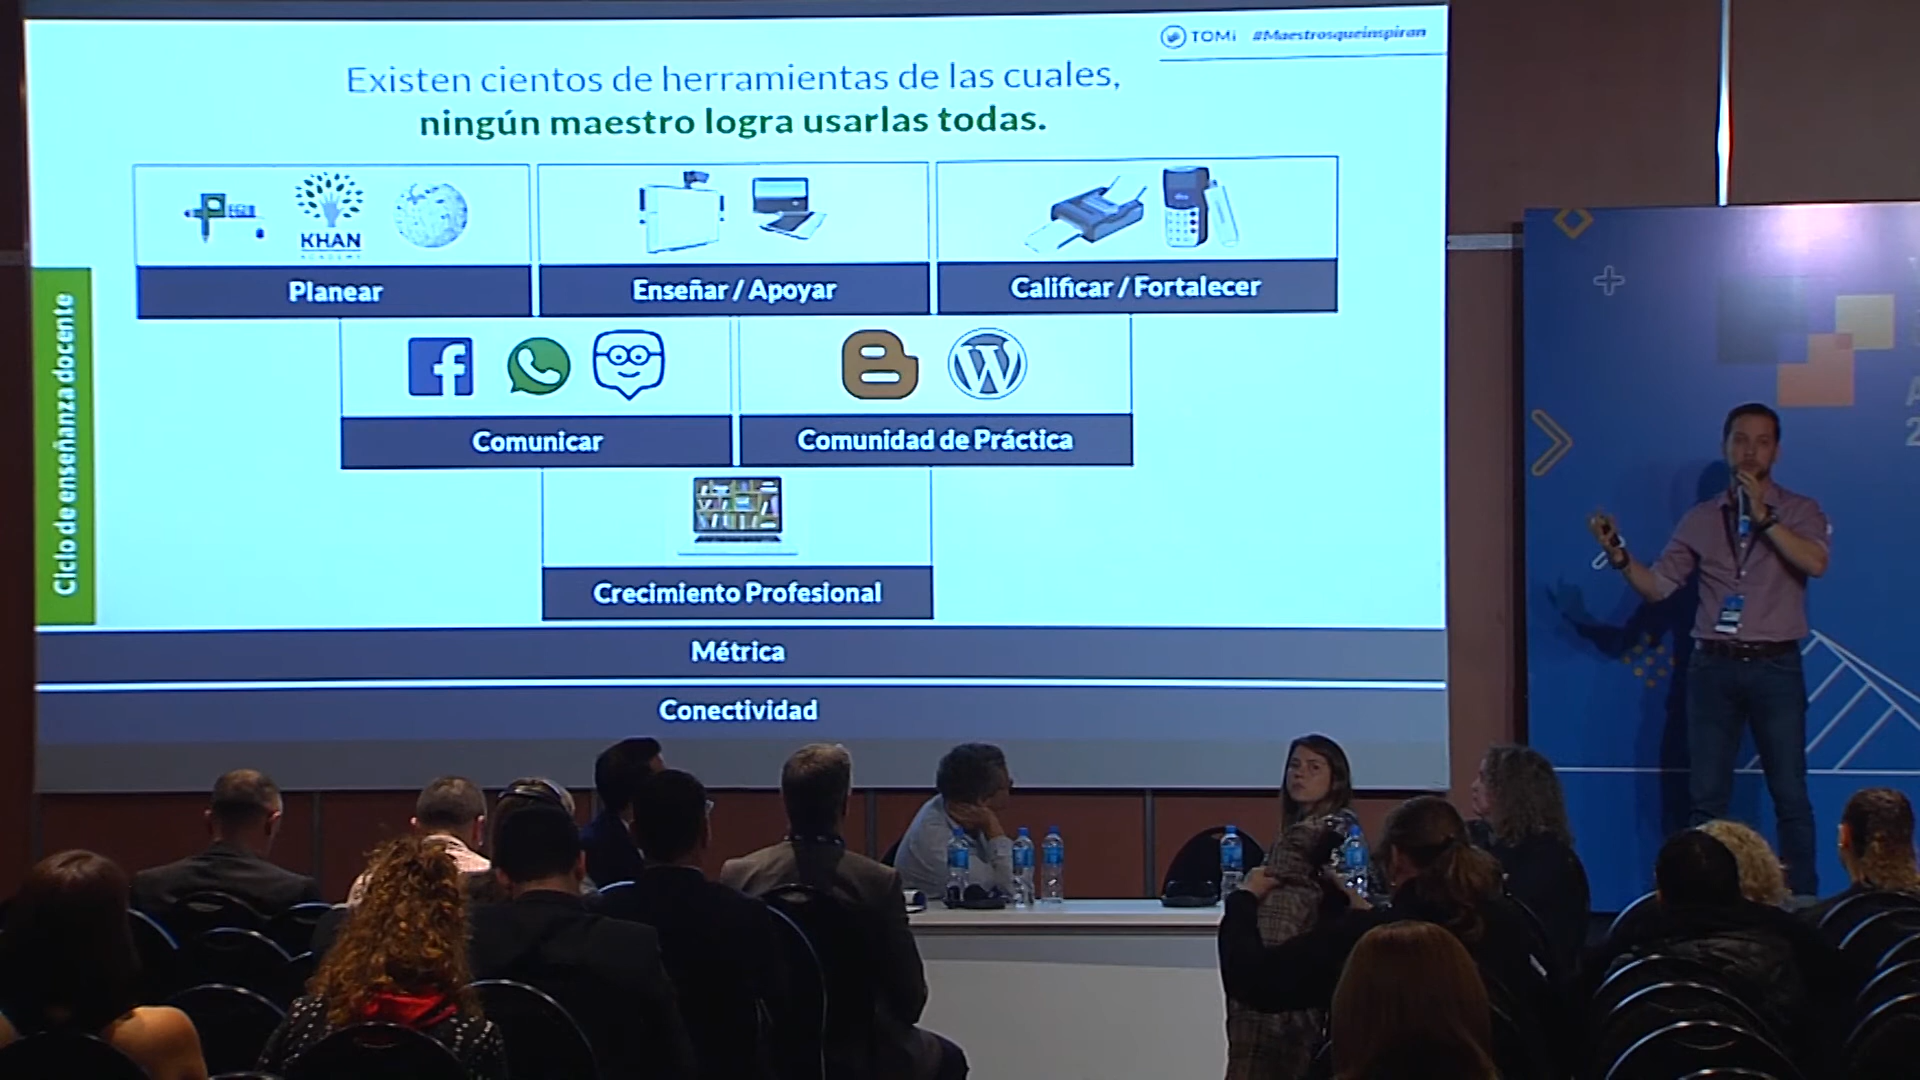 TOMi #Maestrosqueinspiran
Existen cientos de herramientas de las cuales,
ningún maestro logra usarlas todas.
KHAN
ACADEMY
Planear
Enseñar / Apoyar
Calificar / Fortalecer
Comunicar
Comunidad de Práctica
Crecimiento Profesional
Ciclo de enseñanza docente
Métrica
Conectividad